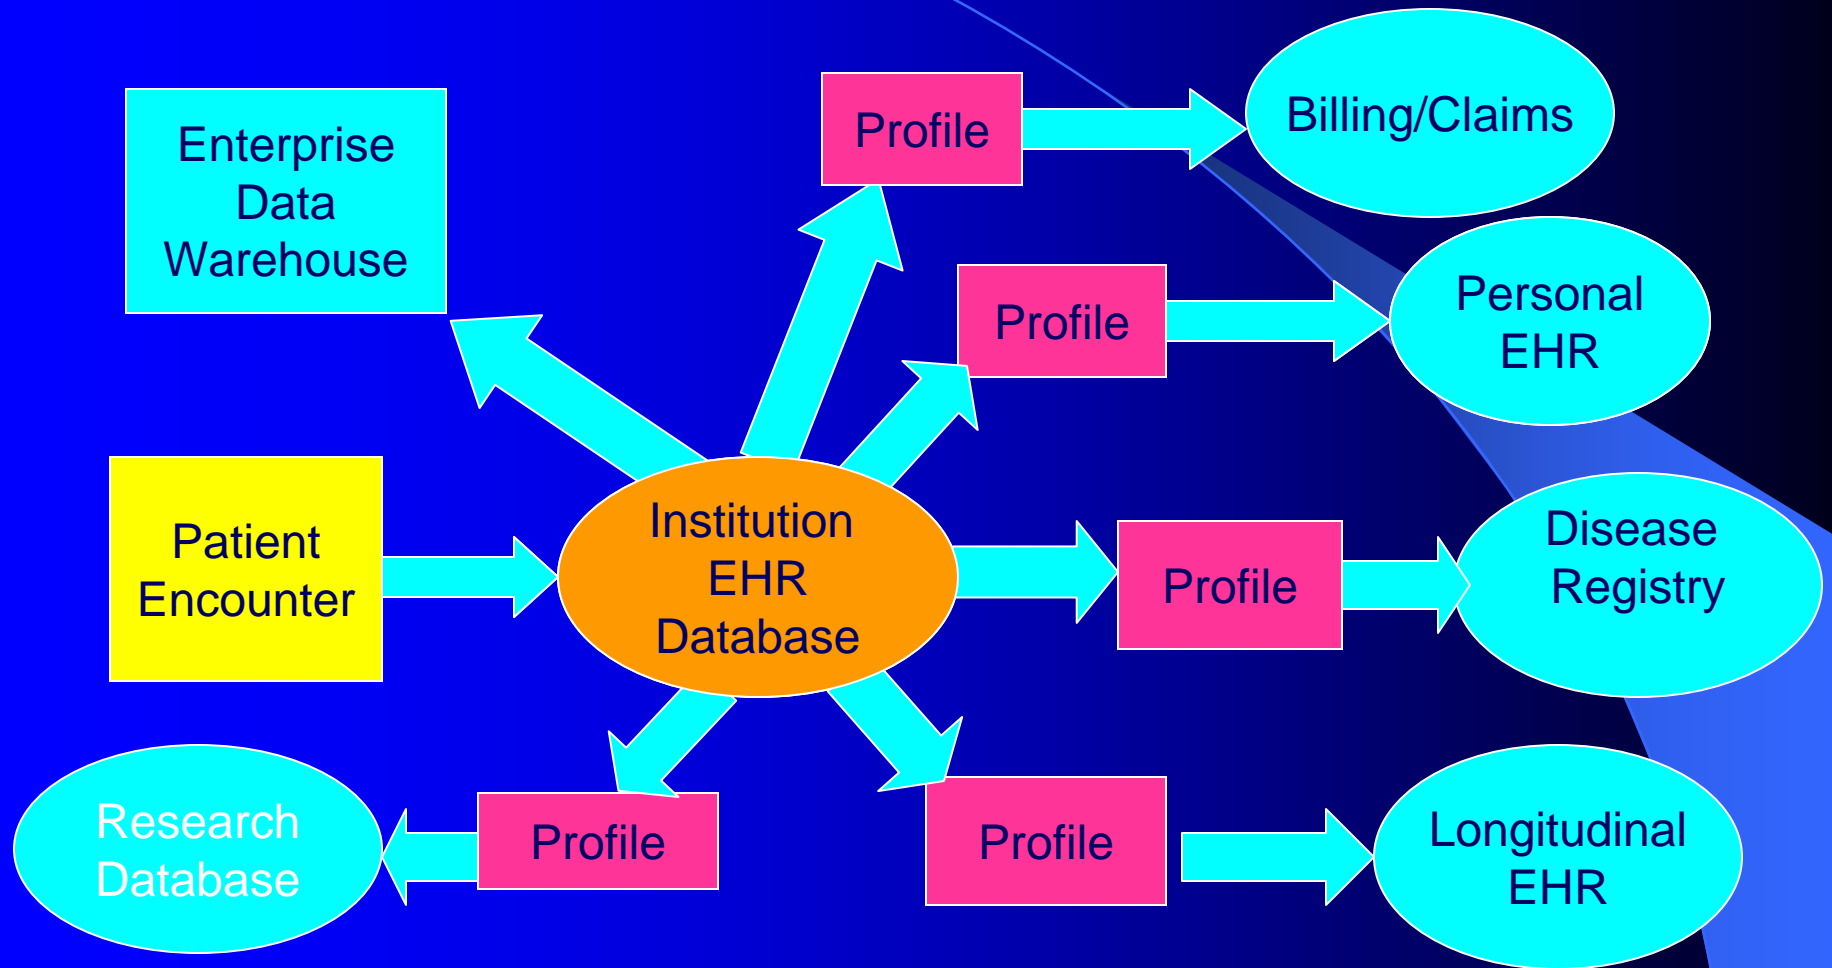 Enterprise
Data
Warehouse
Profile
Billing/Claims
Profile
Personal
EHR
Patient
Encounter
Institution
EHR
Database
Profile
Disease
Registry
Research
Database
Profile
Profile
Longitudinal
EHR